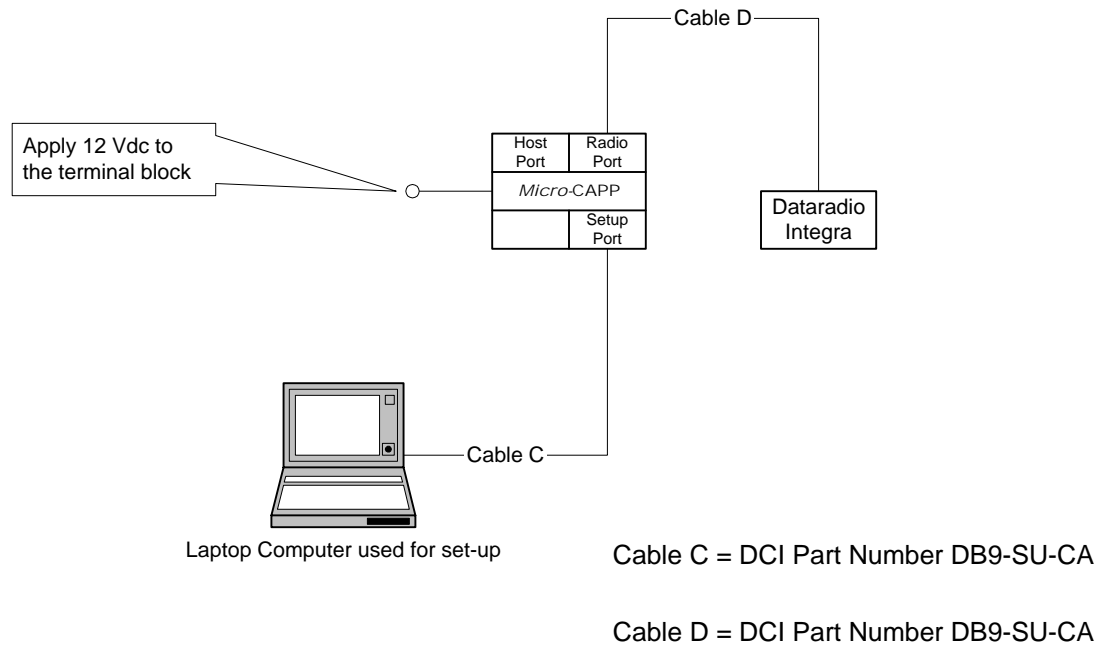 Cable D
Apply 12 Vdc to
the terminal block
Host
Port
Radio
Port
Micro-CAPP
Setup
Port
Dataradio
Integra
Cable C
Laptop Computer used for set-up
Cable C = DCI Part Number DB9-SU-CA
Cable D = DCI Part Number DB9-SU-CA